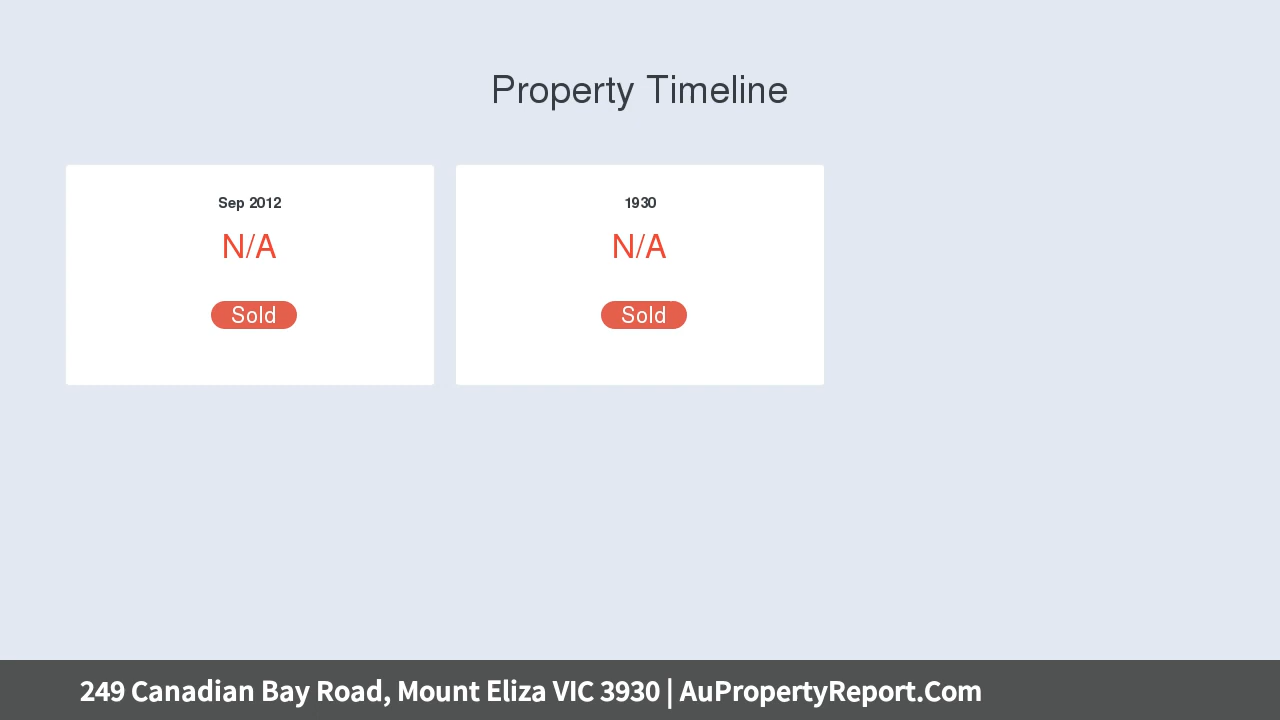 Property Timeline
Sep 2012
N/A
Sold
1930
N/A
Sold
249 Canadian Bay Road, Mount Eliza VIC 3930 | AuPropertyReport.Com